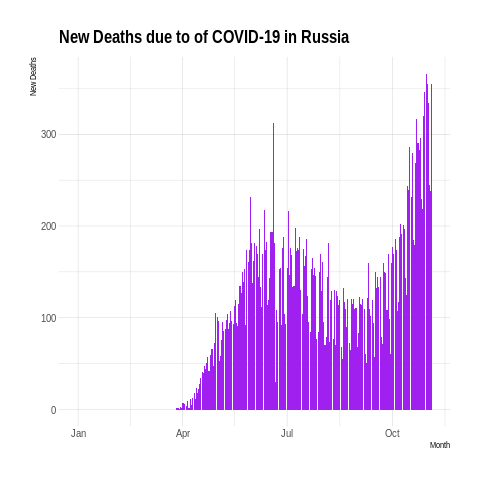 New Deaths due to of COVID-19 in Russia
New Deaths
300
200
100
0
Jan Apr Jul Oct
Month